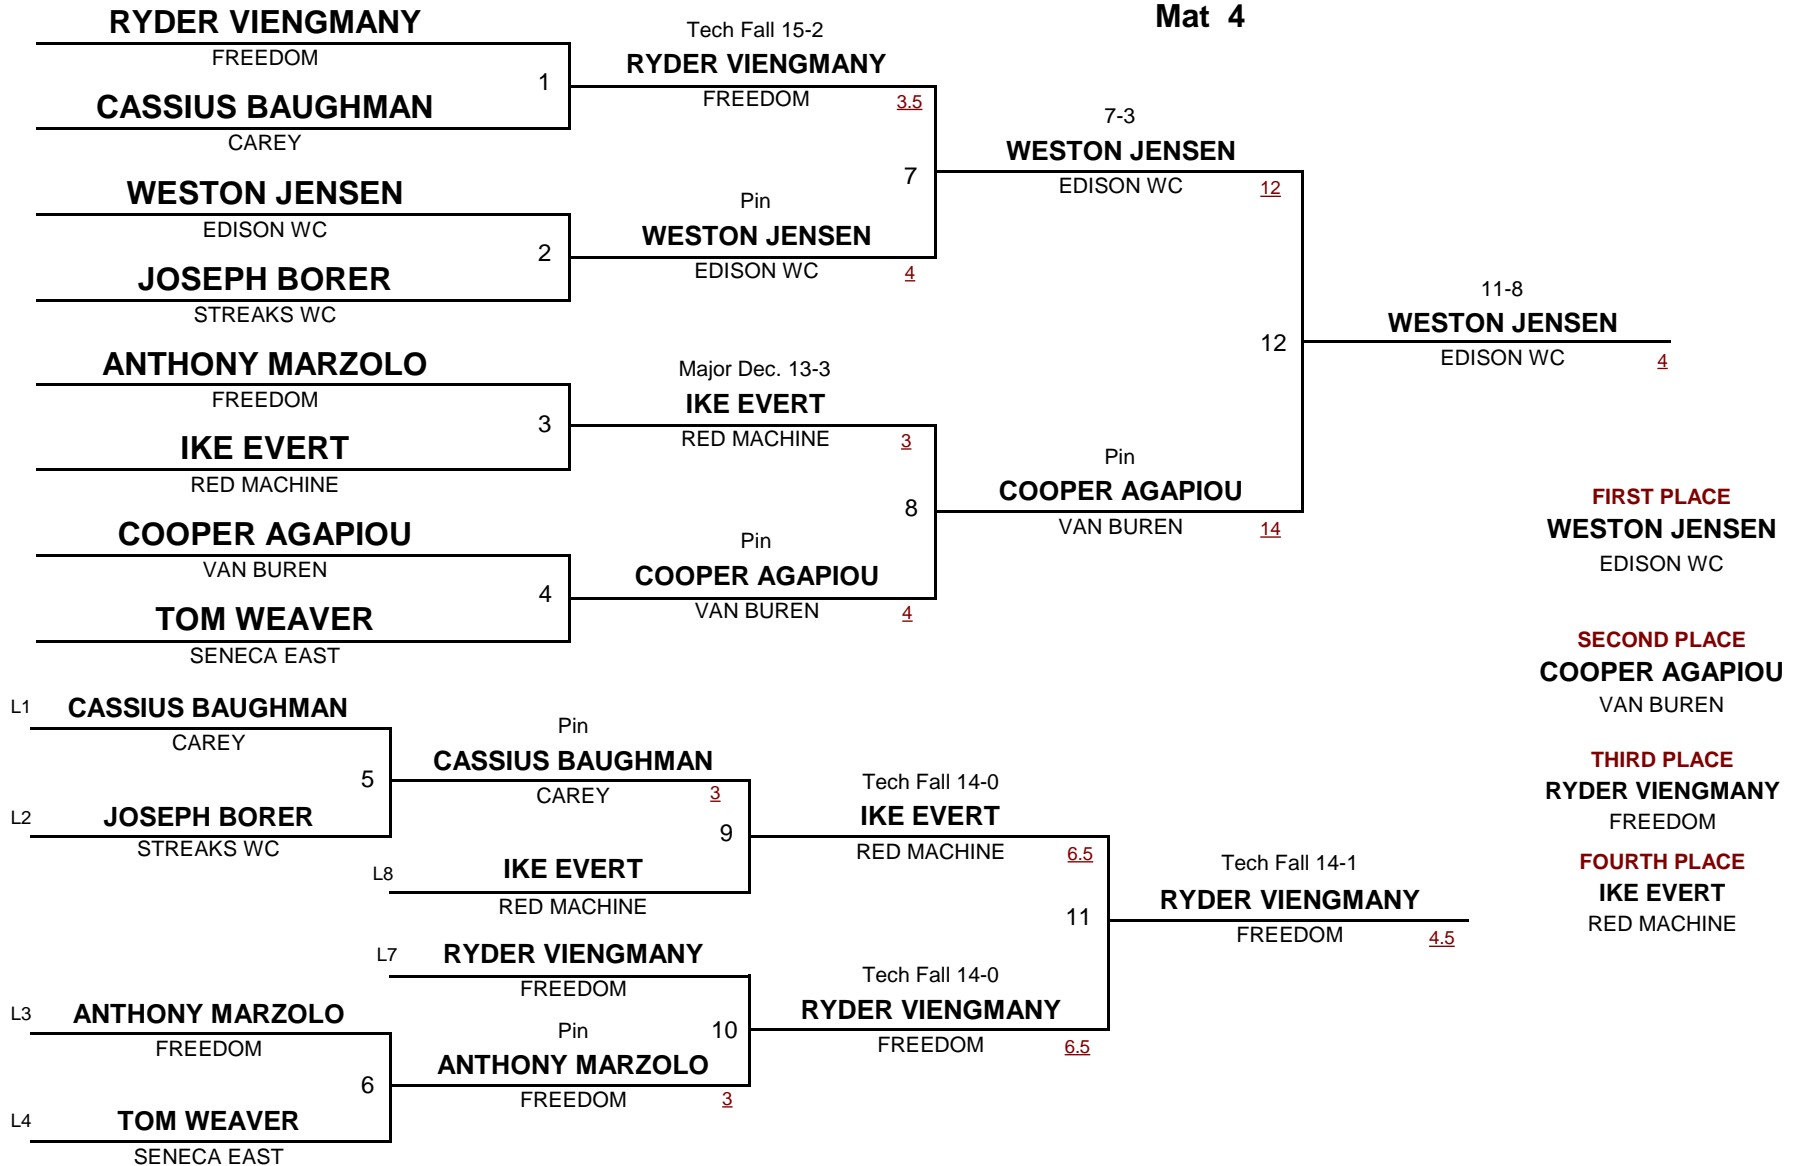 Mat 4
RYDER VIENGMANY
FREEDOM
1
CASSIUS BAUGHMAN
CAREY
WESTON JENSEN
EDISON WC
2
JOSEPH BORER
STREAKS WC
ANTHONY MARZOLO
FREEDOM
3
IKE EVERT
RED MACHINE
COOPER AGAPIOU
VAN BUREN
4
TOM WEAVER
SENECA EAST
Tech Fall 15-2
RYDER VIENGMANY
FREEDOM 3.5
7
Pin
WESTON JENSEN
EDISON WC 4
Major Dec. 13-3
IKE EVERT
RED MACHINE 3
8
Pin
COOPER AGAPIOU
VAN BUREN 4
7-3
WESTON JENSEN
EDISON WC 12
12
Pin
COOPER AGAPIOU
VAN BUREN 14
11-8
WESTON JENSEN
EDISON WC 4
FIRST PLACE
WESTON JENSEN
EDISON WC
SECOND PLACE
COOPER AGAPIOU
VAN BUREN
THIRD PLACE
RYDER VIENGMANY
FREEDOM
FOURTH PLACE
IKE EVERT
RED MACHINE
L1 CASSIUS BAUGHMAN
CAREY
5
L2 JOSEPH BORER
STREAKS WC
L3 ANTHONY MARZOLO
FREEDOM
6
L4 TOM WEAVER
SENECA EAST
Pin
CASSIUS BAUGHMAN
CAREY 3
9
L8 IKE EVERT
RED MACHINE
L7 RYDER VIENGMANY
FREEDOM
10
Pin
ANTHONY MARZOLO
FREEDOM 3
Tech Fall 14-0
IKE EVERT
RED MACHINE 6.5
11
Tech Fall 14-0
RYDER VIENGMANY
FREEDOM 6.5
Tech Fall 14-1
RYDER VIENGMANY
FREEDOM 4.5